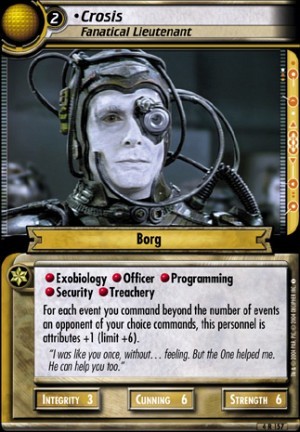 2 •Crosis
Fanatical Lieutenant
Borg
•Exobiology •Officer •Programming
•Security •Treachery
For each event you command beyond the number of events
an opponent of your choice commands, this personnel is
attributes +1 (limit +6).
"I was like you once, without. . . feeling. But the One helped me.
He can help you too."
INTEGRITY 3 CUNNING 6 STRENGTH 6